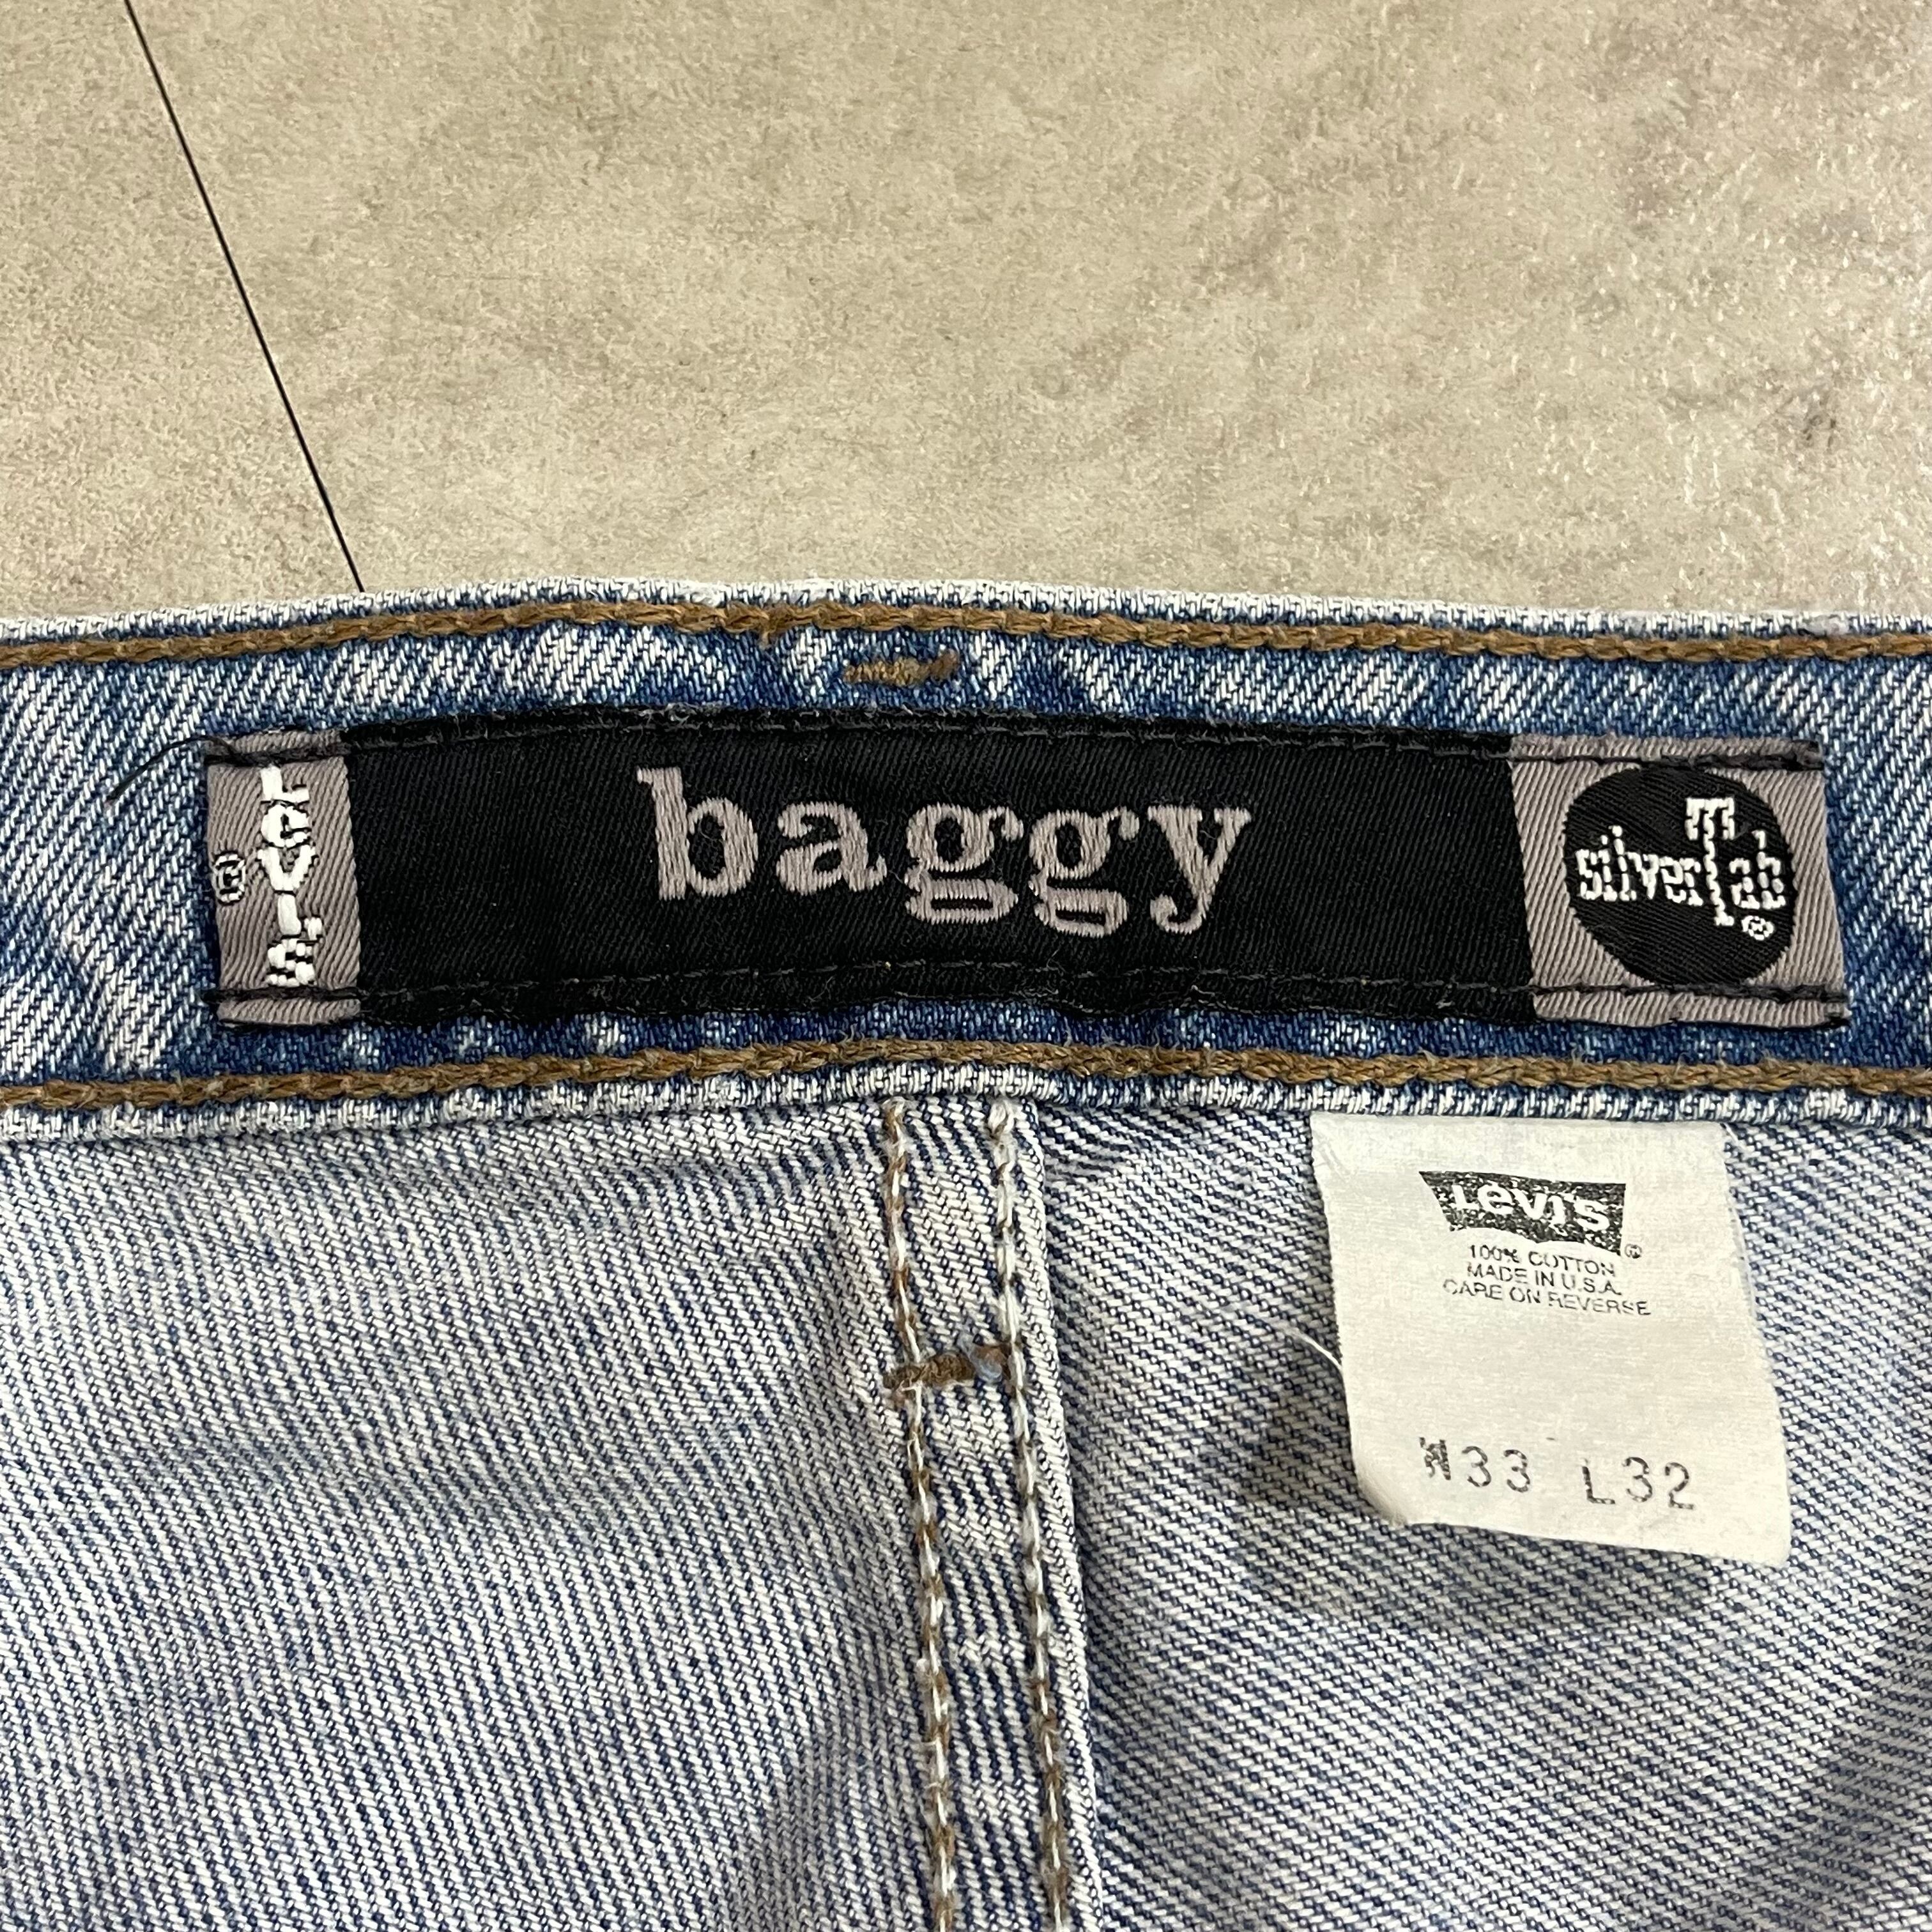 LeVI'S ®
baggy
silverTab ®
Levi's ®
100% COTTON
MADE IN U.S.A.
CARE ON REVERSE
W33 L32